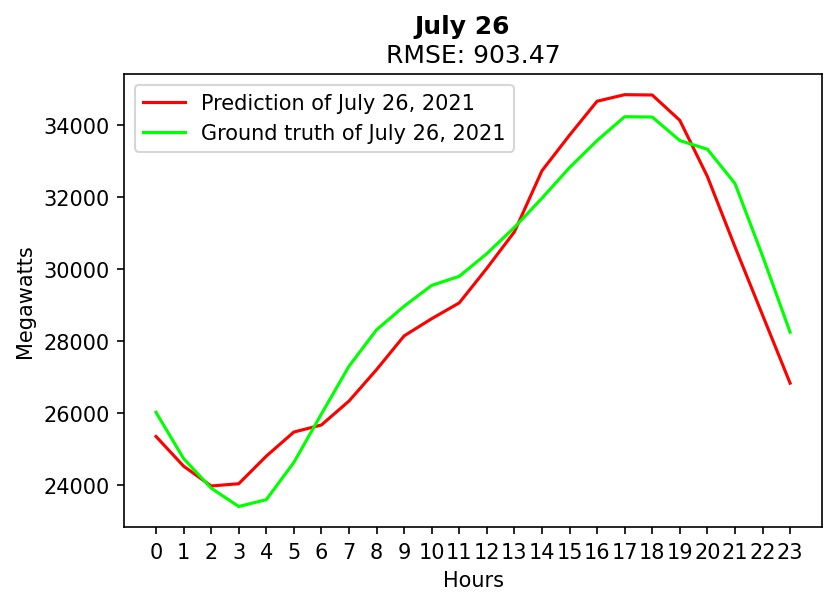 July 26
RMSE: 903.47
Prediction of July 26, 2021
Ground truth of July 26, 2021
34000
32000
30000
28000
26000
24000
Megawatts
0 1 2 3 4 5 6 7 8 9 10 11 12 13 14 15 16 17 18 19 20 21 22 23
Hours